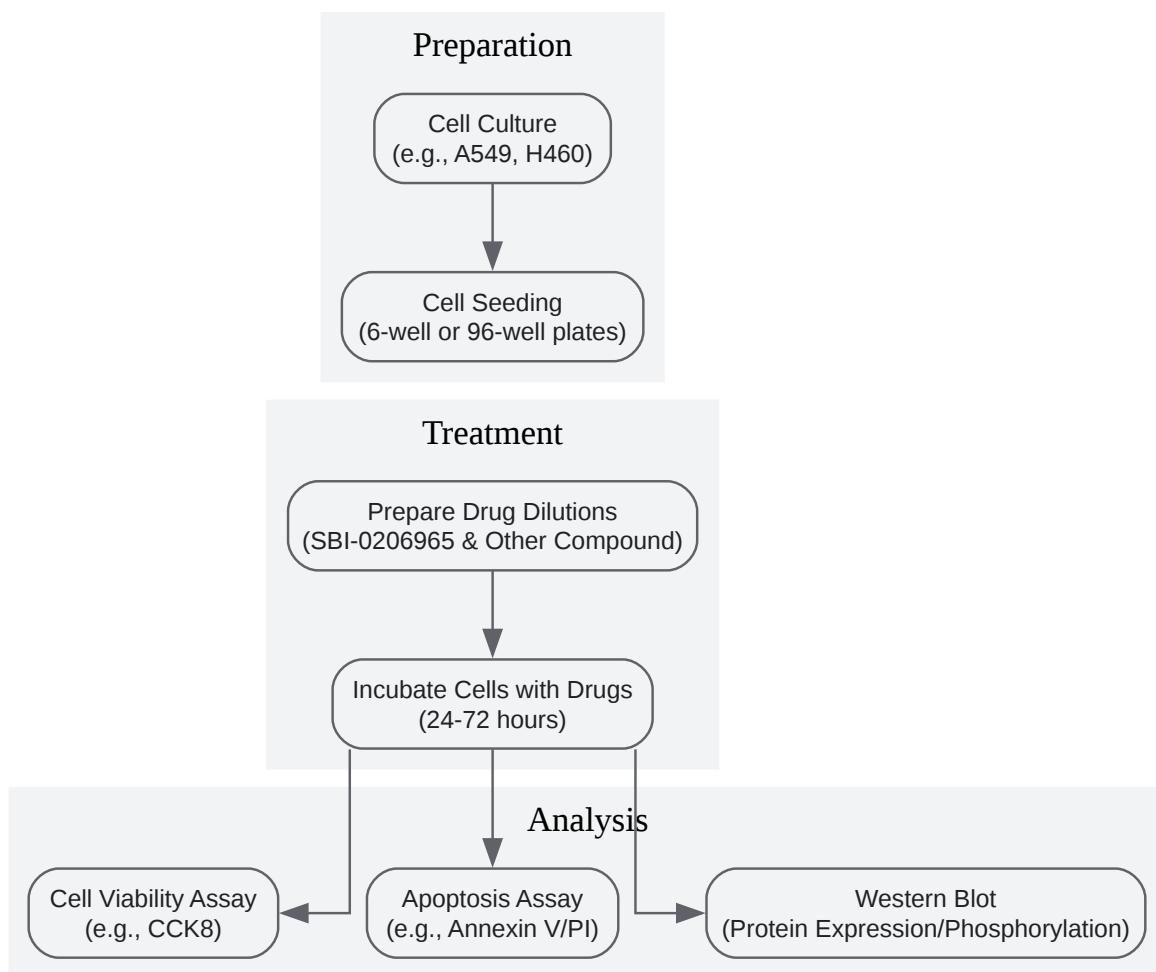 Preparation
Cell Culture
(e.g., A549, H460)
Cell Seeding
(6-well or 96-well plates)
Treatment
Prepare Drug Dilutions
(SBI-0206965 & Other Compound)
Incubate Cells with Drugs
(24-72 hours)
Analysis
Cell Viability Assay
(e.g., CCK8)
Apoptosis Assay
(e.g., Annexin V/PI)
Western Blot
(Protein Expression/Phosphorylation)